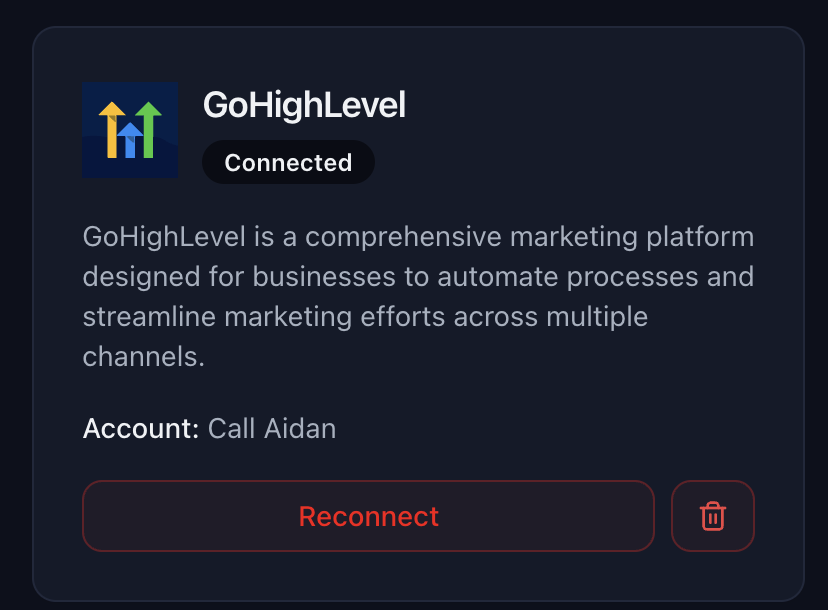 GoHighLevel
Connected
GoHighLevel is a comprehensive marketing platform
designed for businesses to automate processes and
streamline marketing efforts across multiple
channels.
Account: Call Aidan
Reconnect